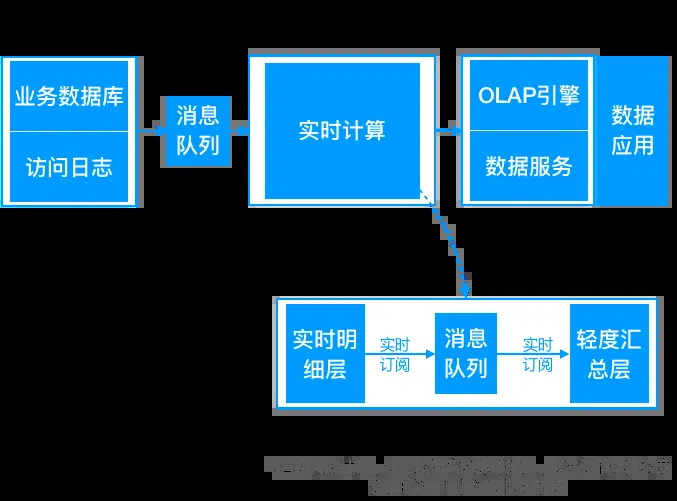 业务数据库
访问日志
消息
队列
实时计算
OLAP引擎
数据服务
数据
应用
实时明
细层
实时
订阅
消息
队列
实时
订阅
轻度汇
总层